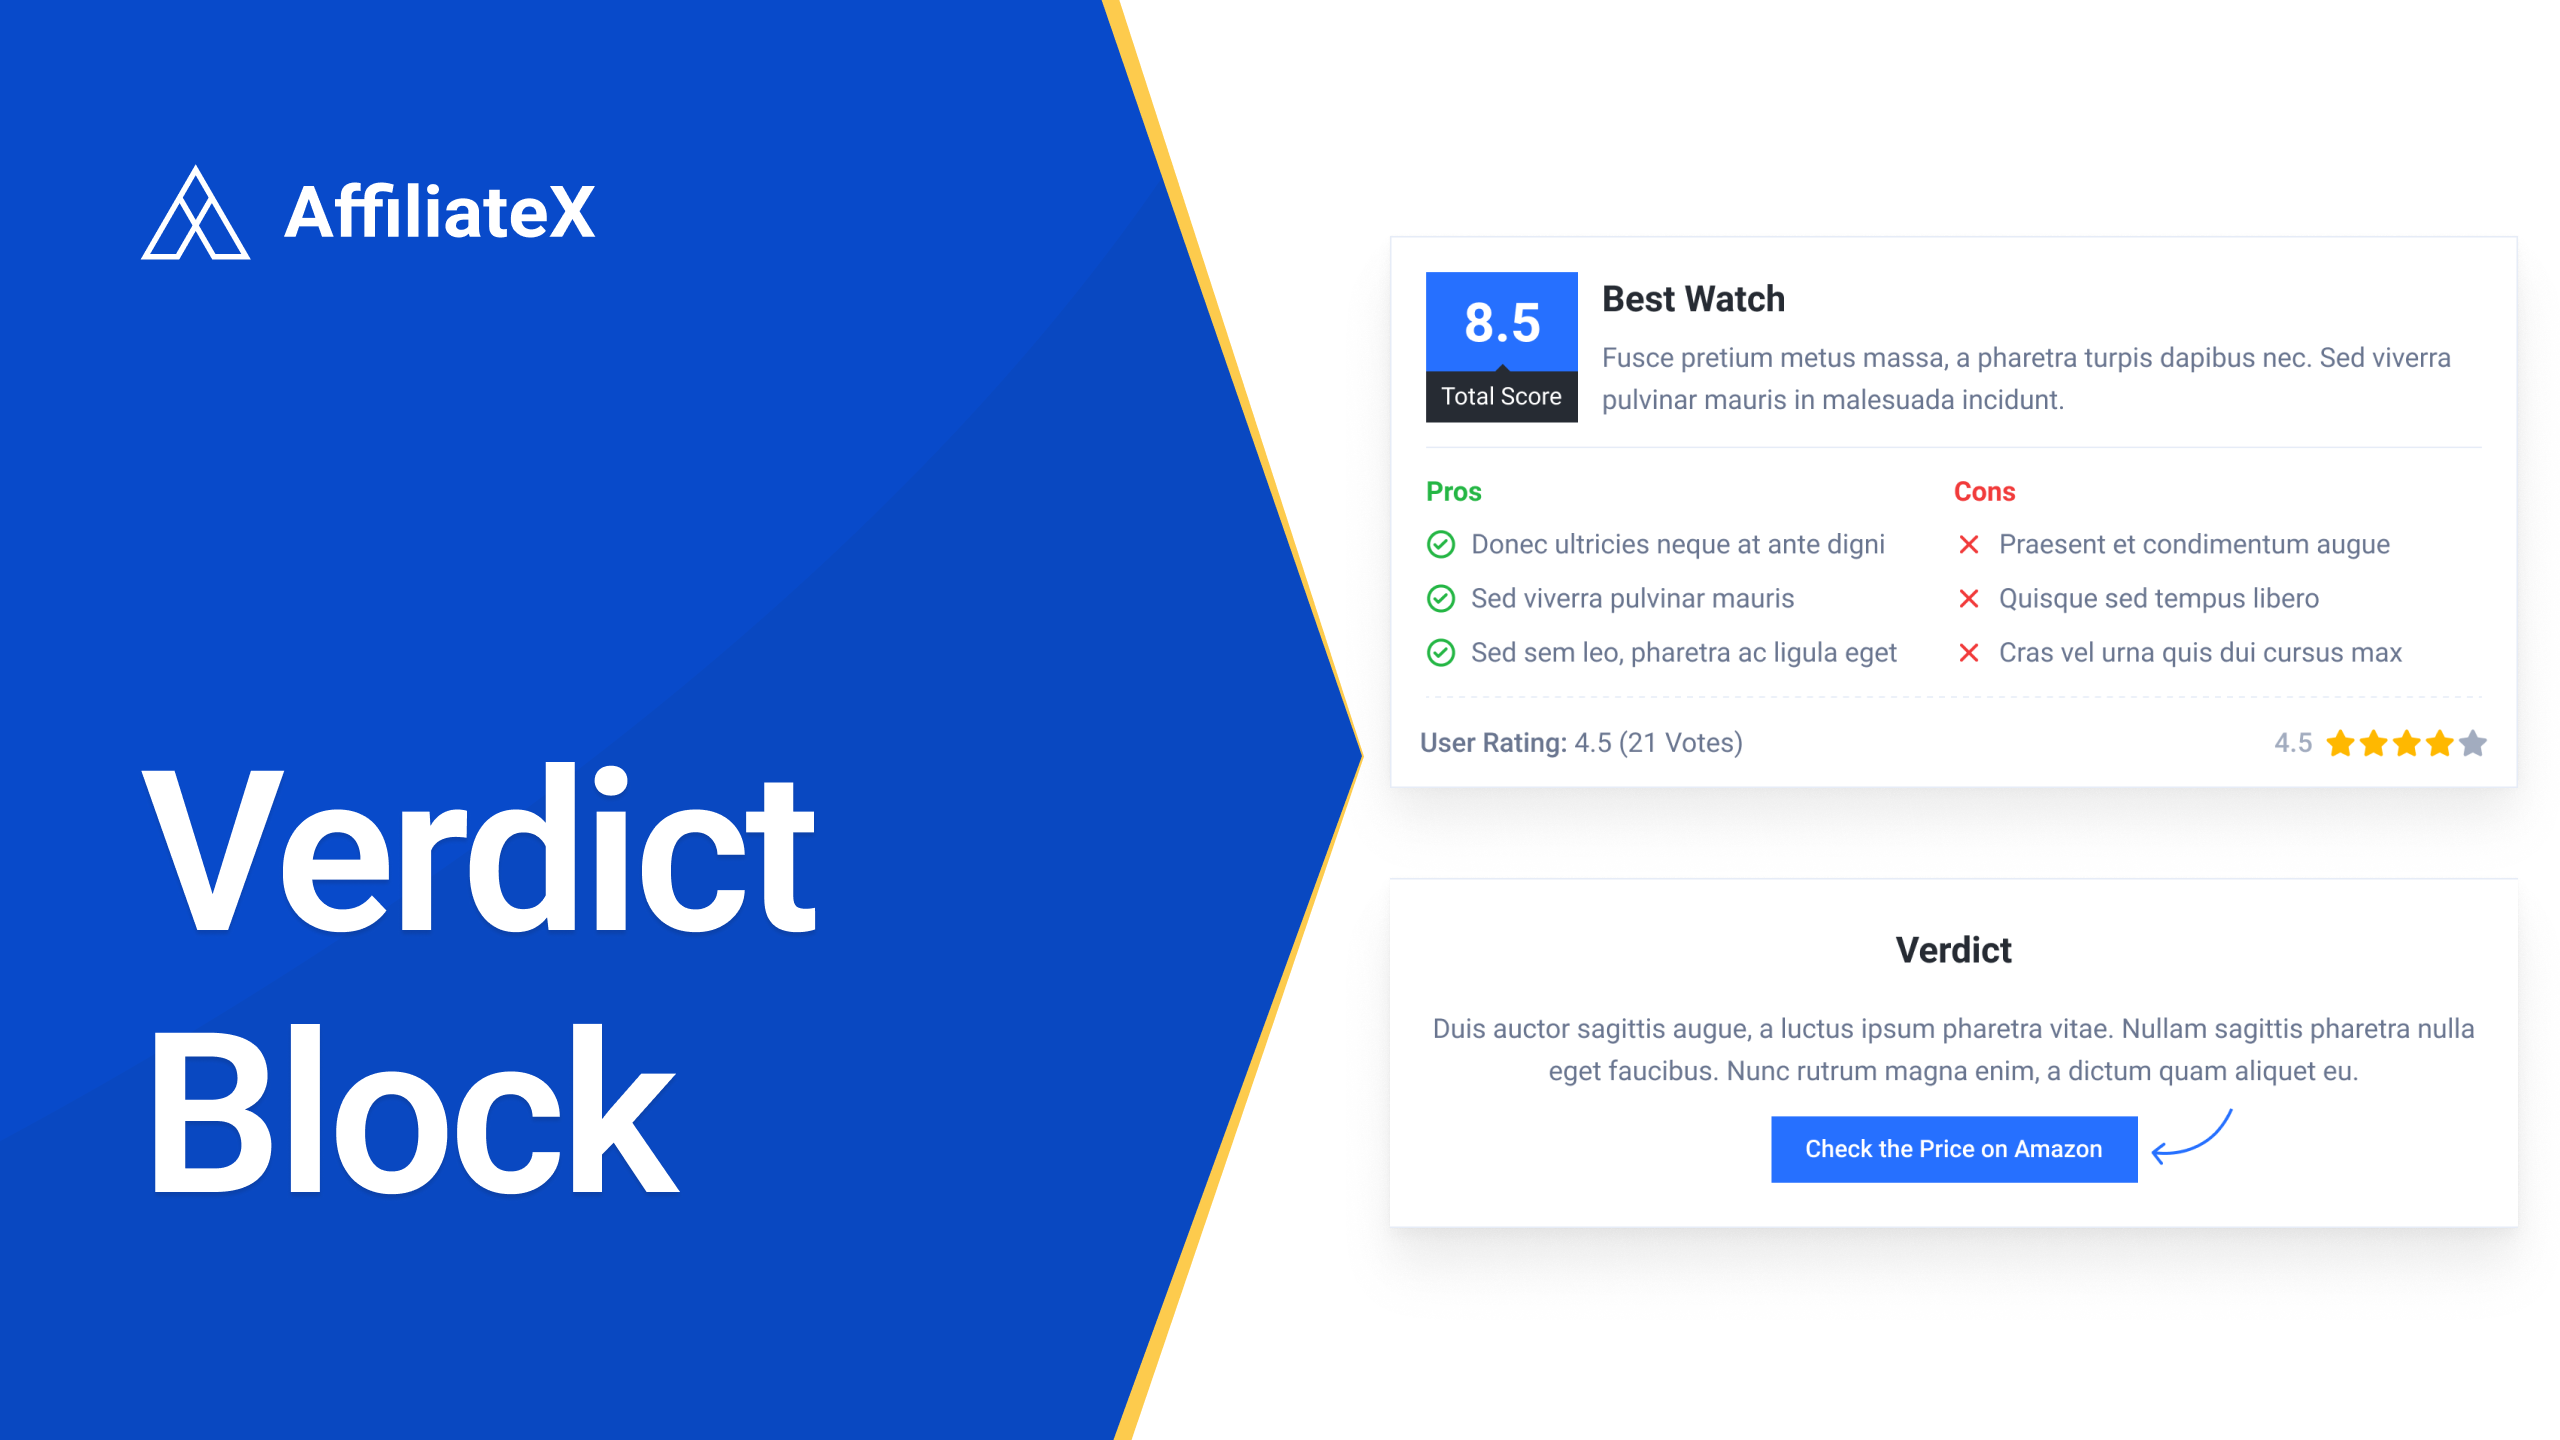 AffiliateX
Verdict
Block
8.5
Total Score
Best Watch
Fusce pretium metus massa, a pharetra turpis dapibus nec. Sed viverra
pulvinar mauris in malesuada incidunt.
Pros
Donec ultricies neque at ante digni
Sed viverra pulvinar mauris
Sed sem leo, pharetra ac ligula eget
Cons
Praesent et condimentum augue
Quisque sed tempus libero
Cras vel urna quis dui cursus max
User Rating: 4.5 (21 Votes)
4.5
Verdict
Duis auctor sagittis augue, a luctus ipsum pharetra vitae. Nullam sagittis pharetra nulla
eget faucibus. Nunc rutrum magna enim, a dictum quam aliquet eu.
Check the Price on Amazon